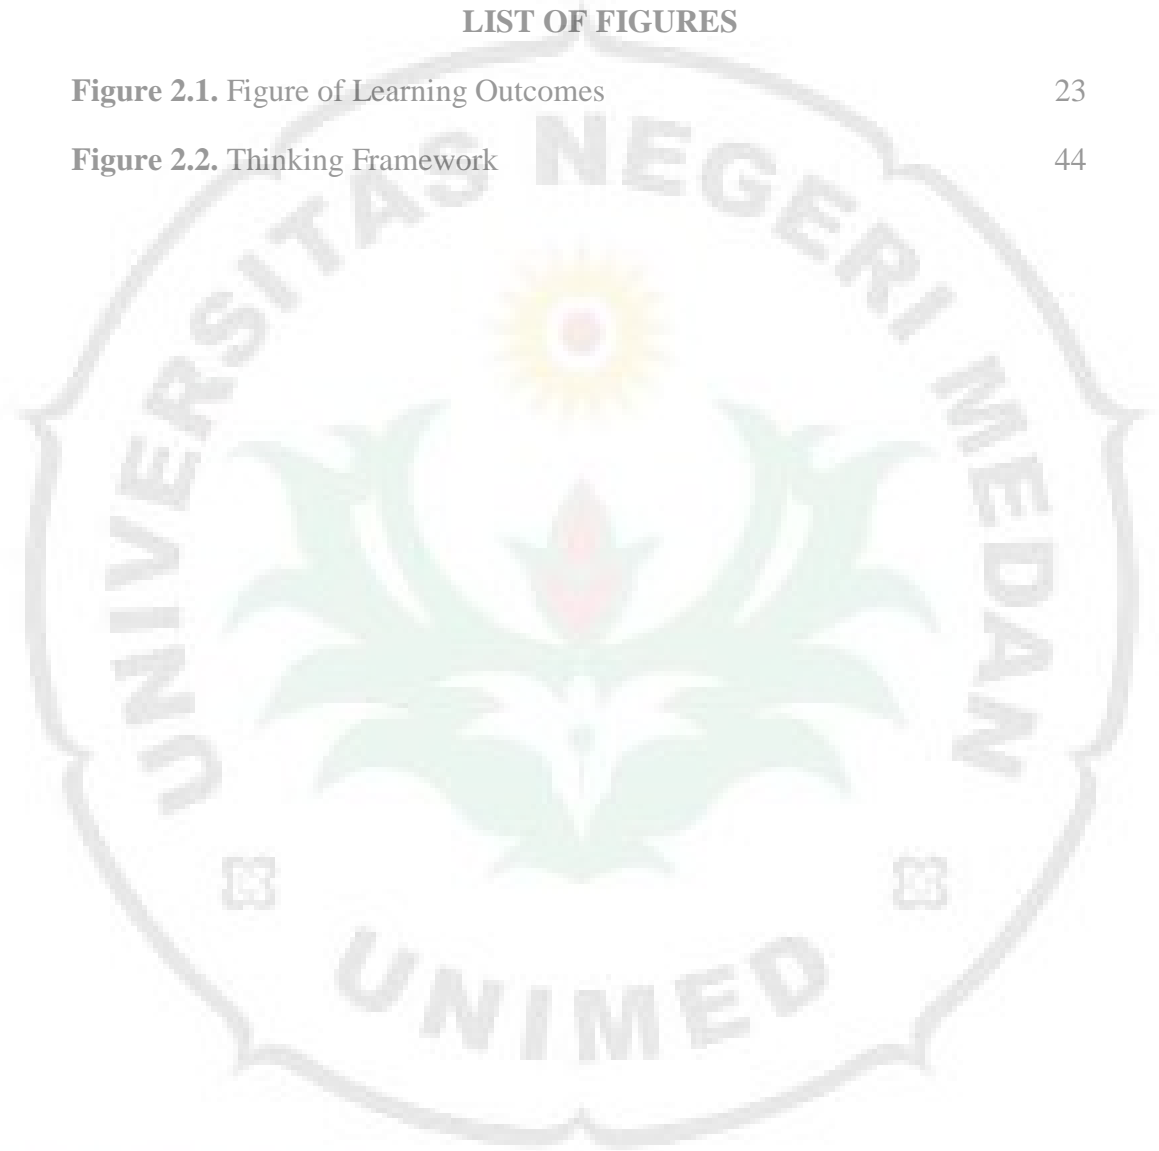 LIST OF FIGURES
Figure 2.1. Figure of Learning Outcomes 23
Figure 2.2. Thinking Framework 44
UNIVERSITAS NEGERI MEDAN
UNIMED